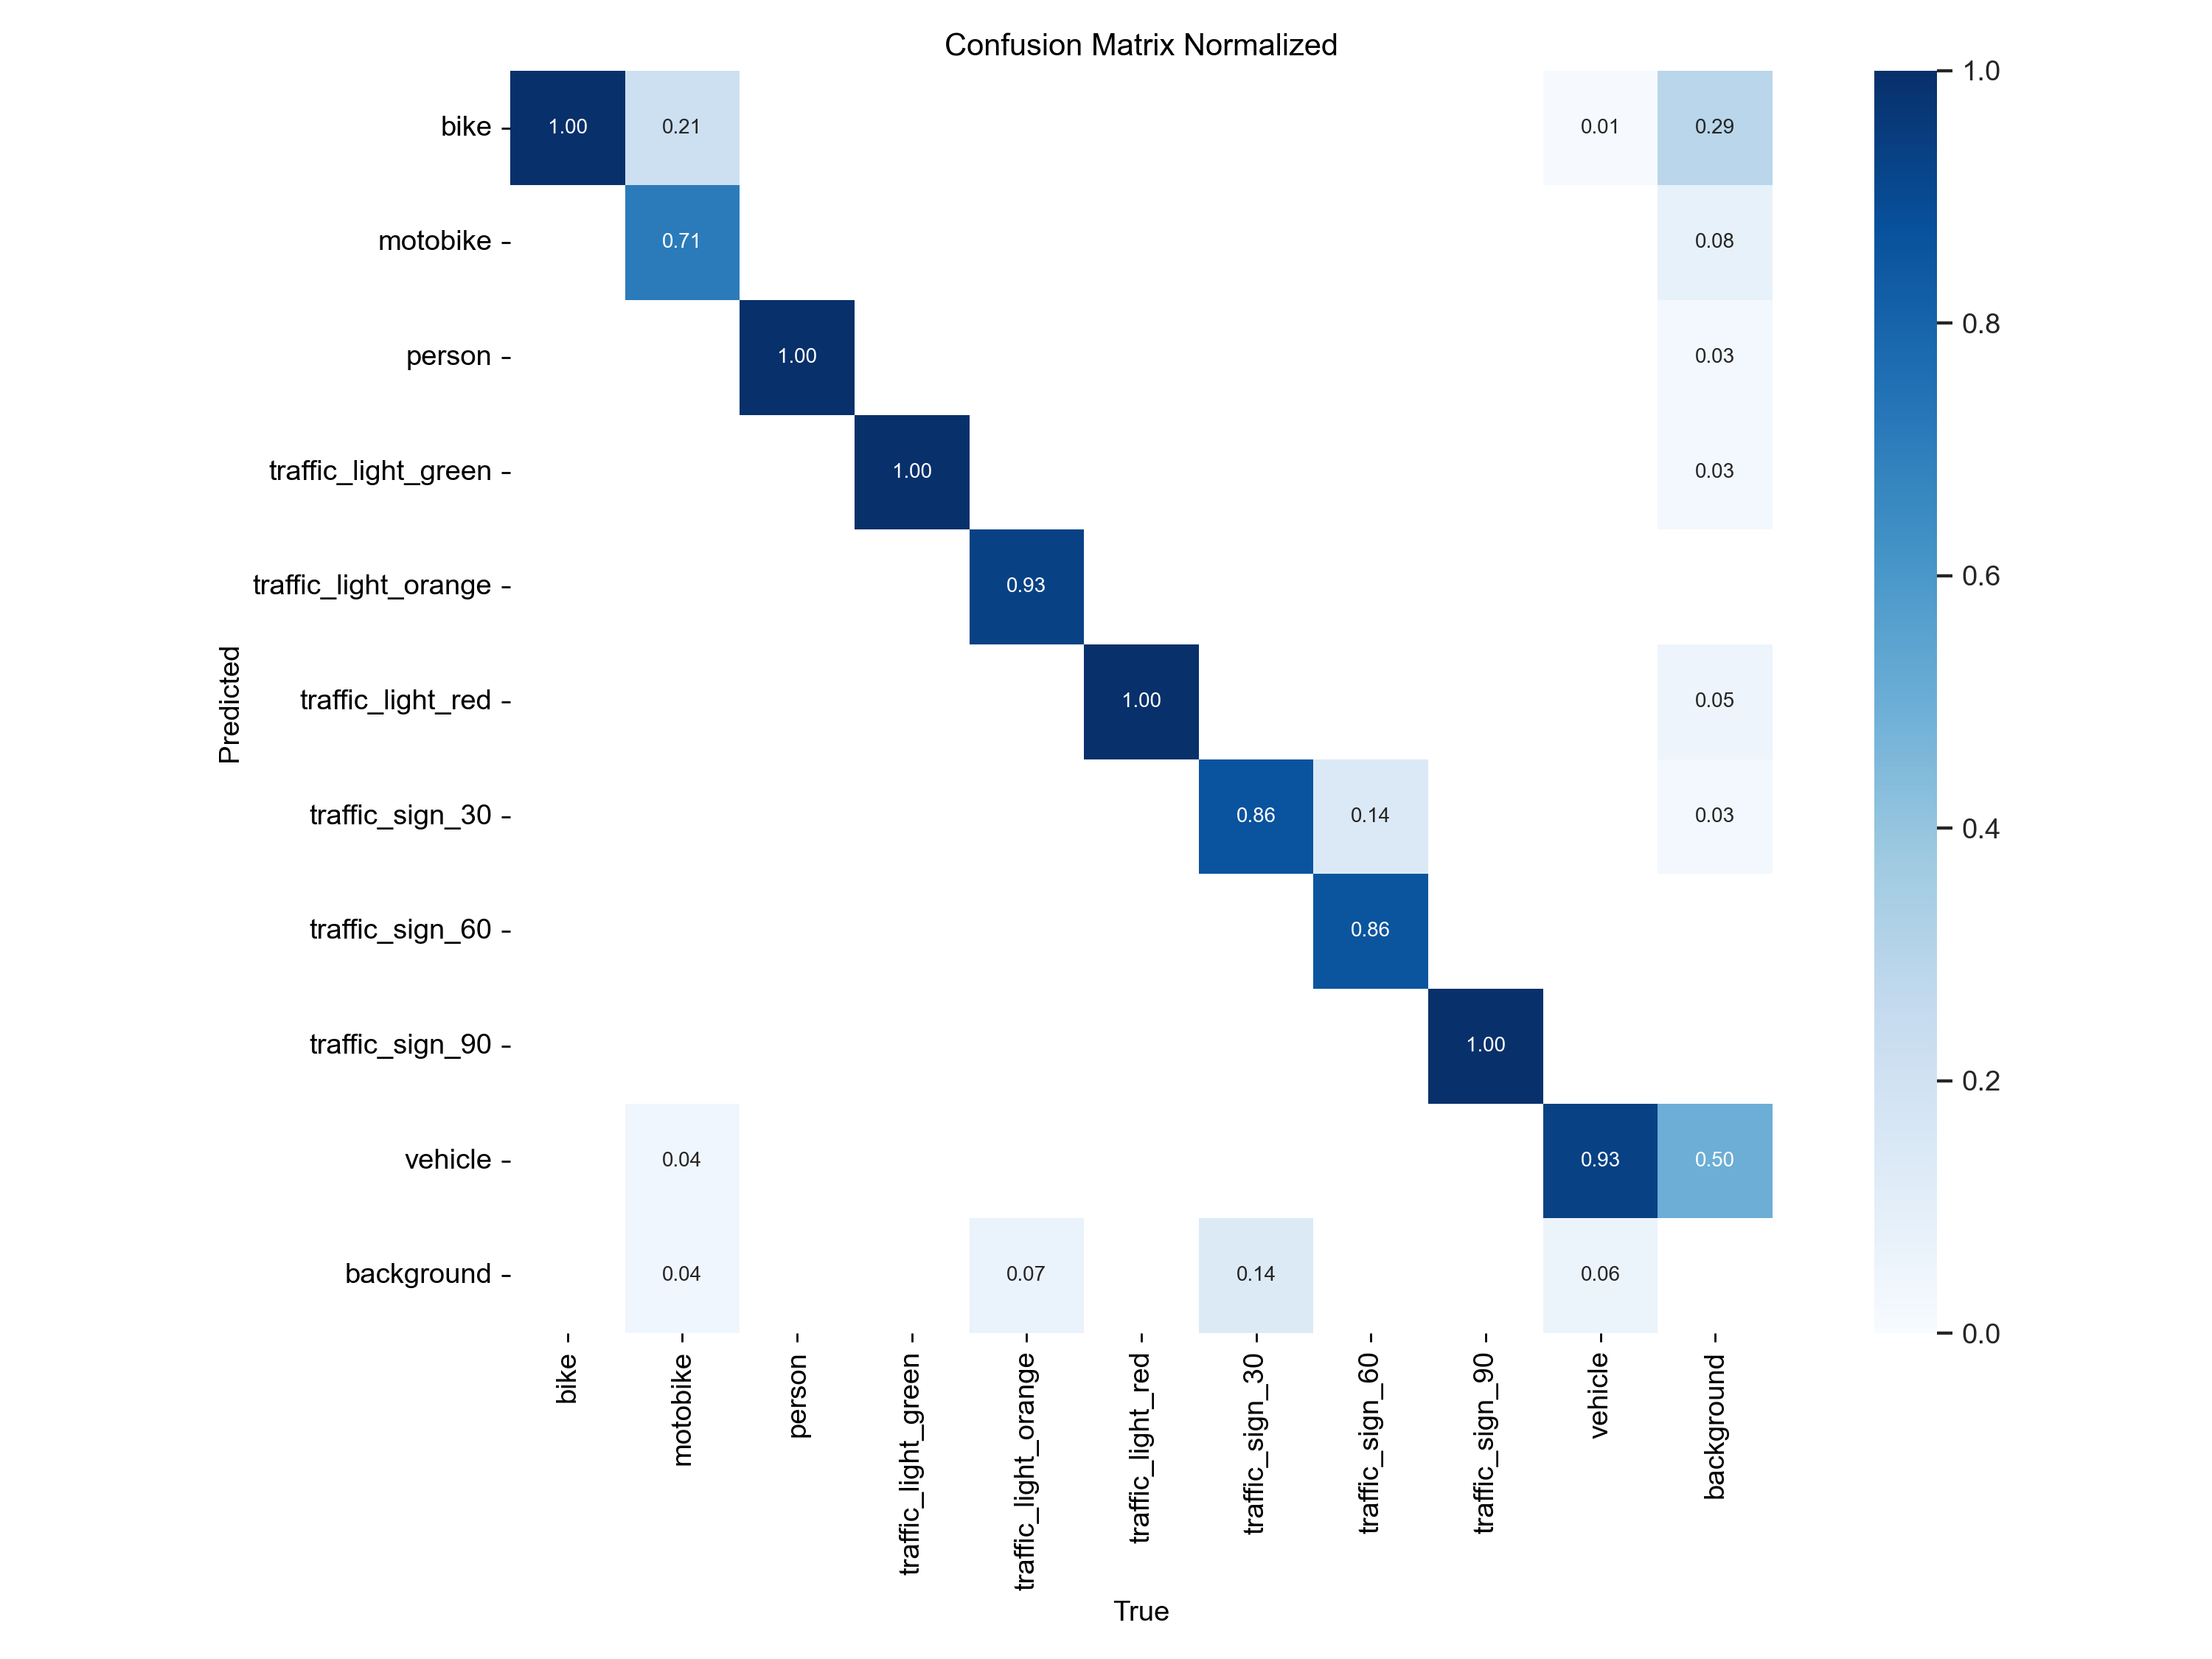 Confusion Matrix Normalized
bike 1.00 0.21 0.01 0.29
motobike 0.71 0.08
person 1.00 0.03
traffic_light_green 1.00 0.03
traffic_light_orange 0.93
traffic_light_red 1.00 0.05
traffic_sign_30 0.86 0.14 0.03
traffic_sign_60 0.86
traffic_sign_90 1.00
vehicle 0.04 0.93 0.50
background 0.04 0.07 0.14 0.06
Predicted
bike
motobike
person
traffic_light_green
traffic_light_orange
traffic_light_red
traffic_sign_30
traffic_sign_60
traffic_sign_90
vehicle
background
True
1.0
0.8
0.6
0.4
0.2
0.0